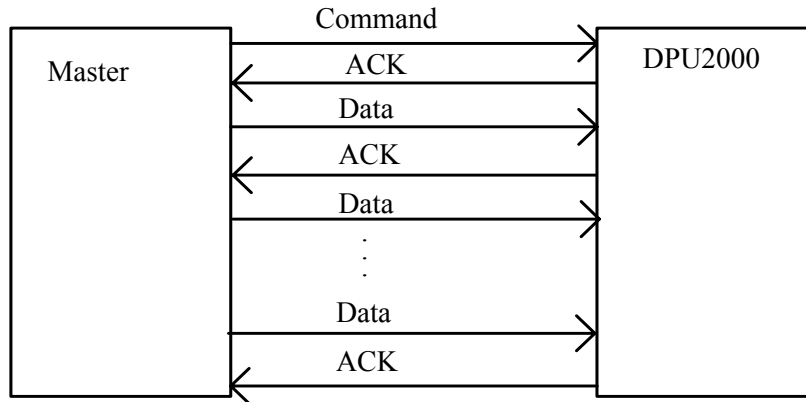 Command
Master
DPU2000
ACK
Data
ACK
Data
Data
ACK